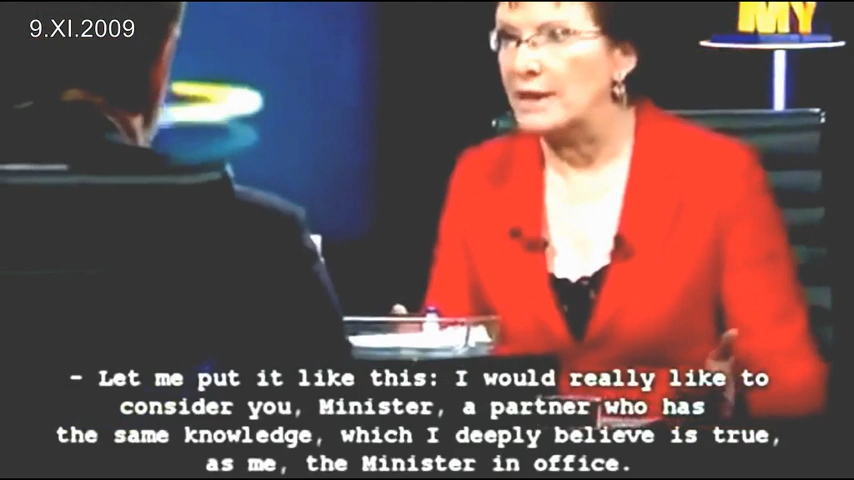 9.XI.2009
MY
- Let me put it like this: I would really like to
consider you, Minister, a partner who has
the same knowledge, which I deeply believe is true,
as me, the Minister in office.